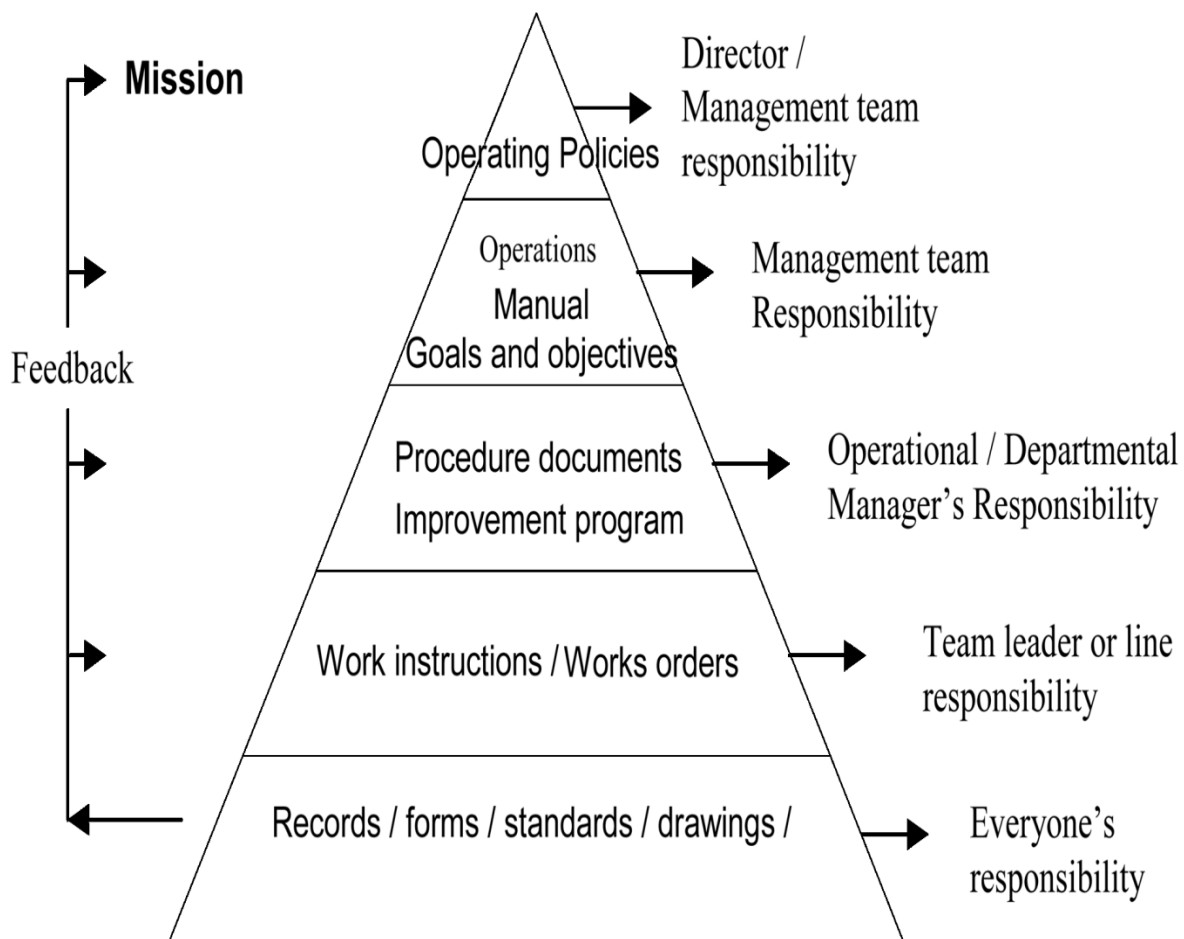 Mission
Director /
Management team
responsibility
Operating Policies
Operations
Manual
Goals and objectives
Management team
Responsibility
Feedback
Procedure documents
Improvement program
Operational / Departmental
Manager’s Responsibility
Work instructions / Works orders
Team leader or line
responsibility
Records / forms / standards / drawings /
Everyone’s
responsibility